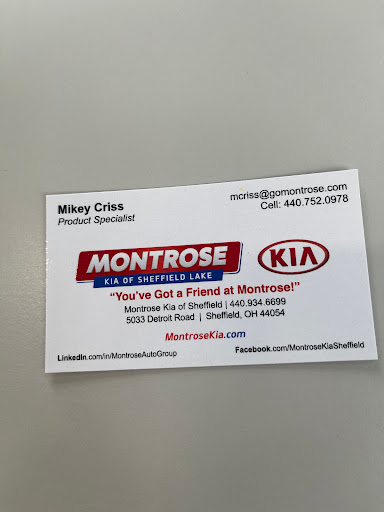 Mikey Criss
Product Specialist
mcriss@gomontrose.com
Cell: 440.752.0978
MONTROSE
KIA OF SHEFFIELD LAKE
KIA
“You've Got a Friend at Montrose!”
Montrose Kia of Sheffield | 440.934.6699
5033 Detroit Road | Sheffield, OH 44054
MontroseKia.com
LinkedIn.com/in/MontroseAutoGroup
Facebook.com/MontroseKiaSheffield